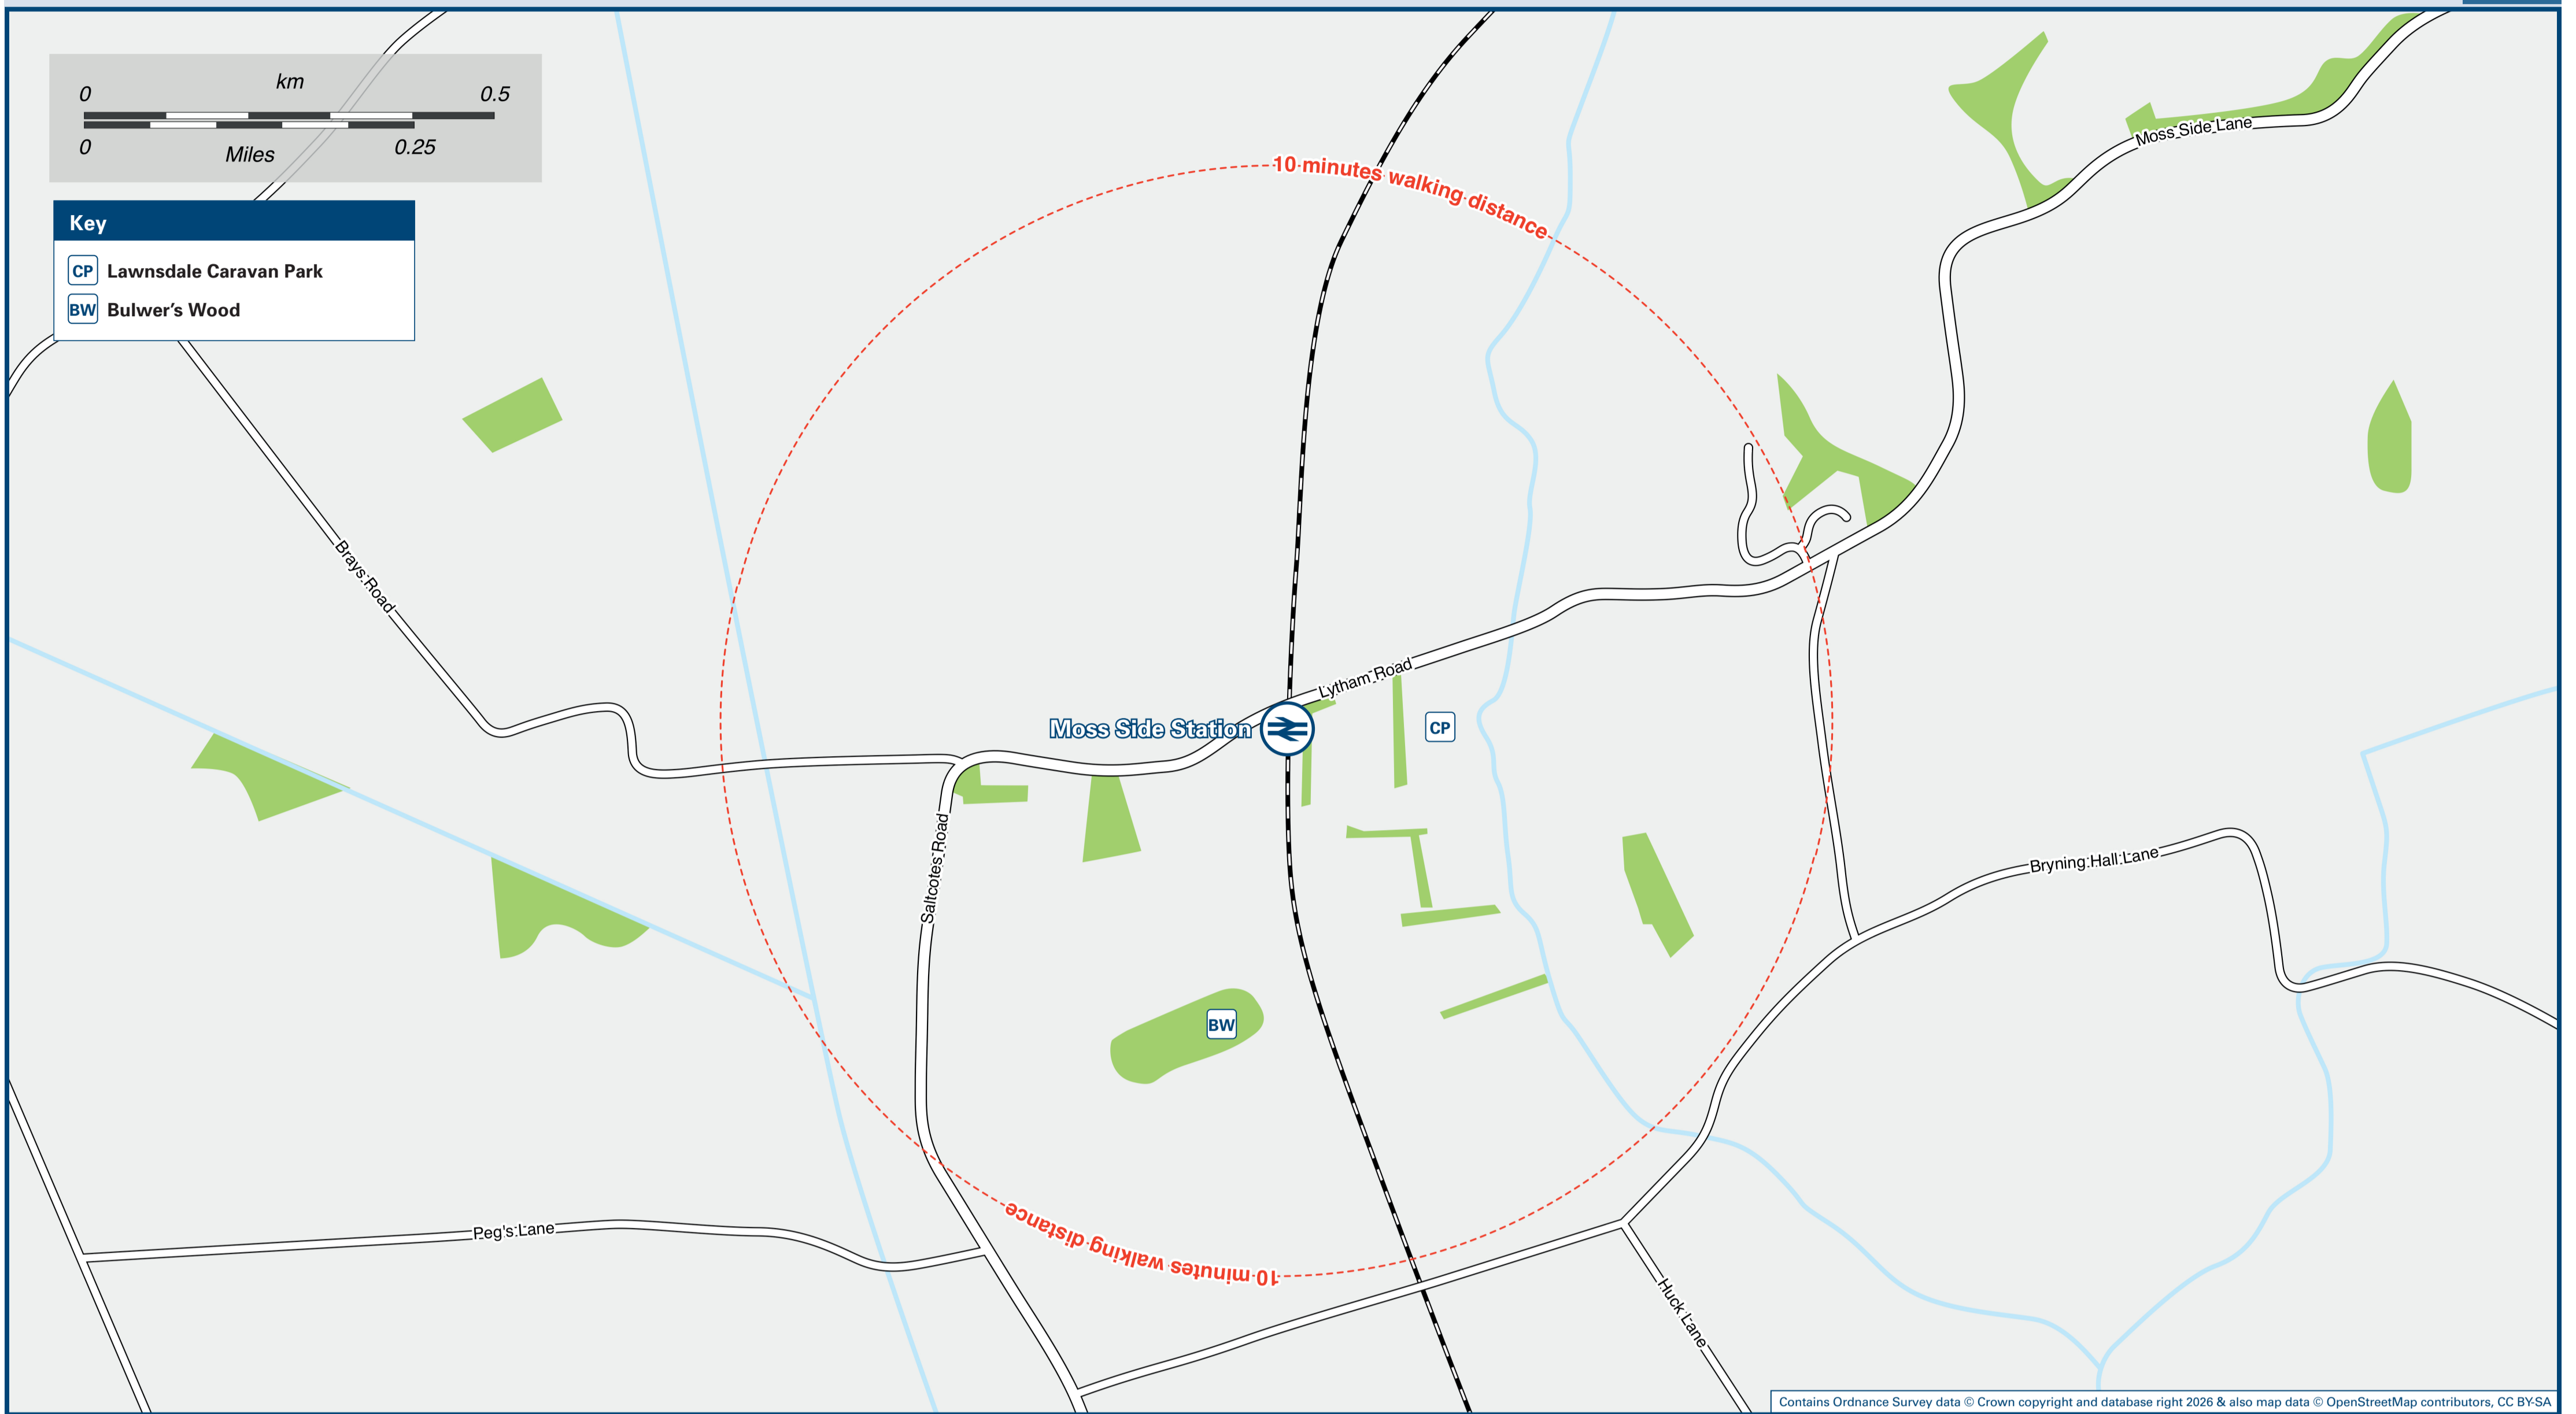 km
0 0.5
0 Miles 0.25
Key
CP Lawnsdale Caravan Park
BW Bulwer’s Wood
10 minutes walking distance
Moss Side Lane
Brays Road
Lytham Road
Moss Side Station
CP
Saltcotes Road
Bryning Hall Lane
BW
Peg's Lane
10 minutes walking distance
Huck Lane
Contains Ordnance Survey data © Crown copyright and database right 2026 & also map data © OpenStreetMap contributors, CC BY-SA